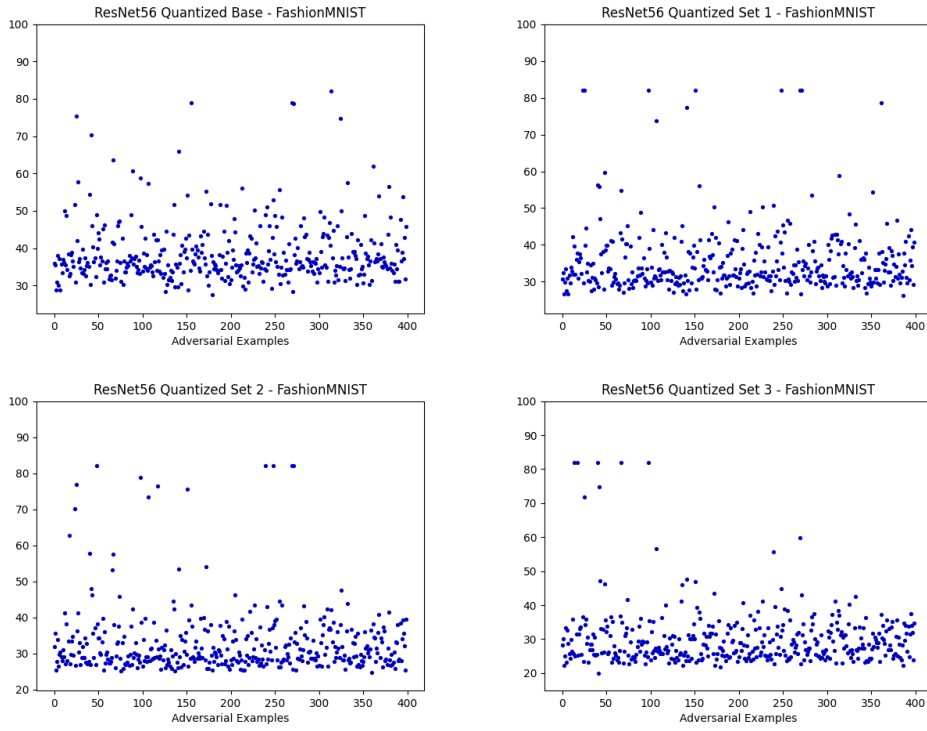 ResNet56 Quantized Base - FashionMNIST
100
90
80
70
60
50
40
30
0 50 100 150 200 250 300 350 400
Adversarial Examples
ResNet56 Quantized Set 1 - FashionMNIST
100
90
80
70
60
50
40
30
0 50 100 150 200 250 300 350 400
Adversarial Examples
ResNet56 Quantized Set 2 - FashionMNIST
100
90
80
70
60
50
40
30
20
0 50 100 150 200 250 300 350 400
Adversarial Examples
ResNet56 Quantized Set 3 - FashionMNIST
100
90
80
70
60
50
40
30
20
0 50 100 150 200 250 300 350 400
Adversarial Examples